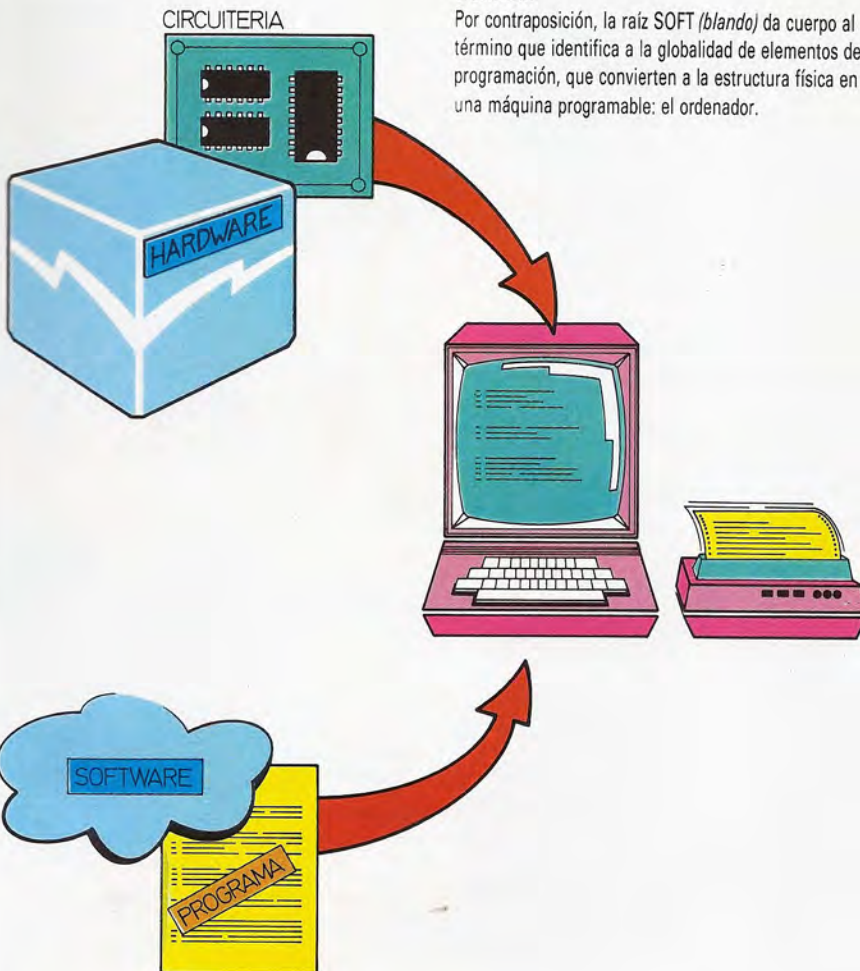 CIRCUITERIA
Por contraposición, la raíz SOFT (blando) da cuerpo al
término que identifica a la globalidad de elementos de
programación, que convierten a la estructura física en
una máquina programable: el ordenador.
HARDWARE
SOFTWARE
PROGRAMA